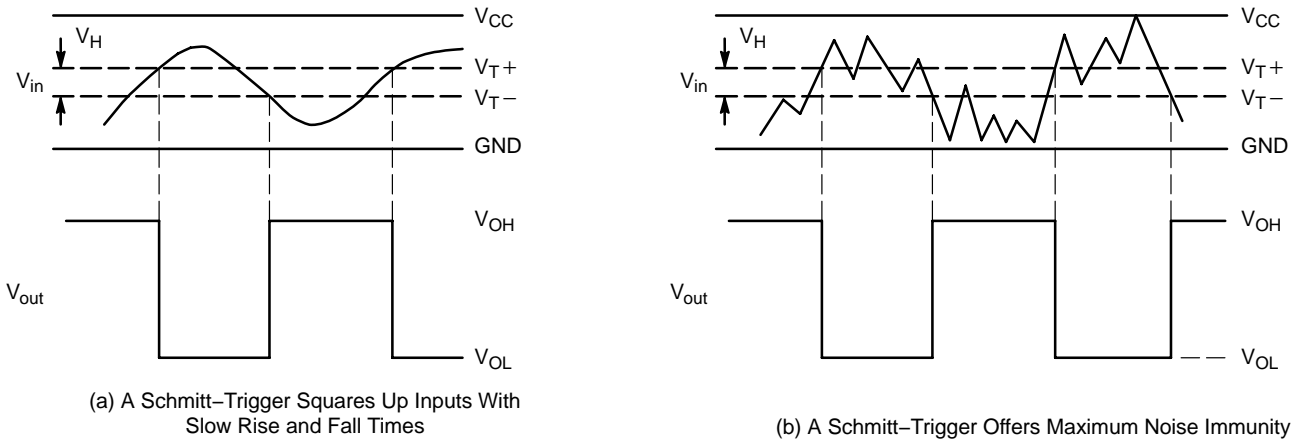 V_CC
V_H
V_in
V_T+
V_T−
GND
V_OH
V_out
V_OL
(a) A Schmitt−Trigger Squares Up Inputs With
Slow Rise and Fall Times
V_CC
V_H
V_in
V_T+
V_T−
GND
V_OH
V_out
V_OL
(b) A Schmitt−Trigger Offers Maximum Noise Immunity